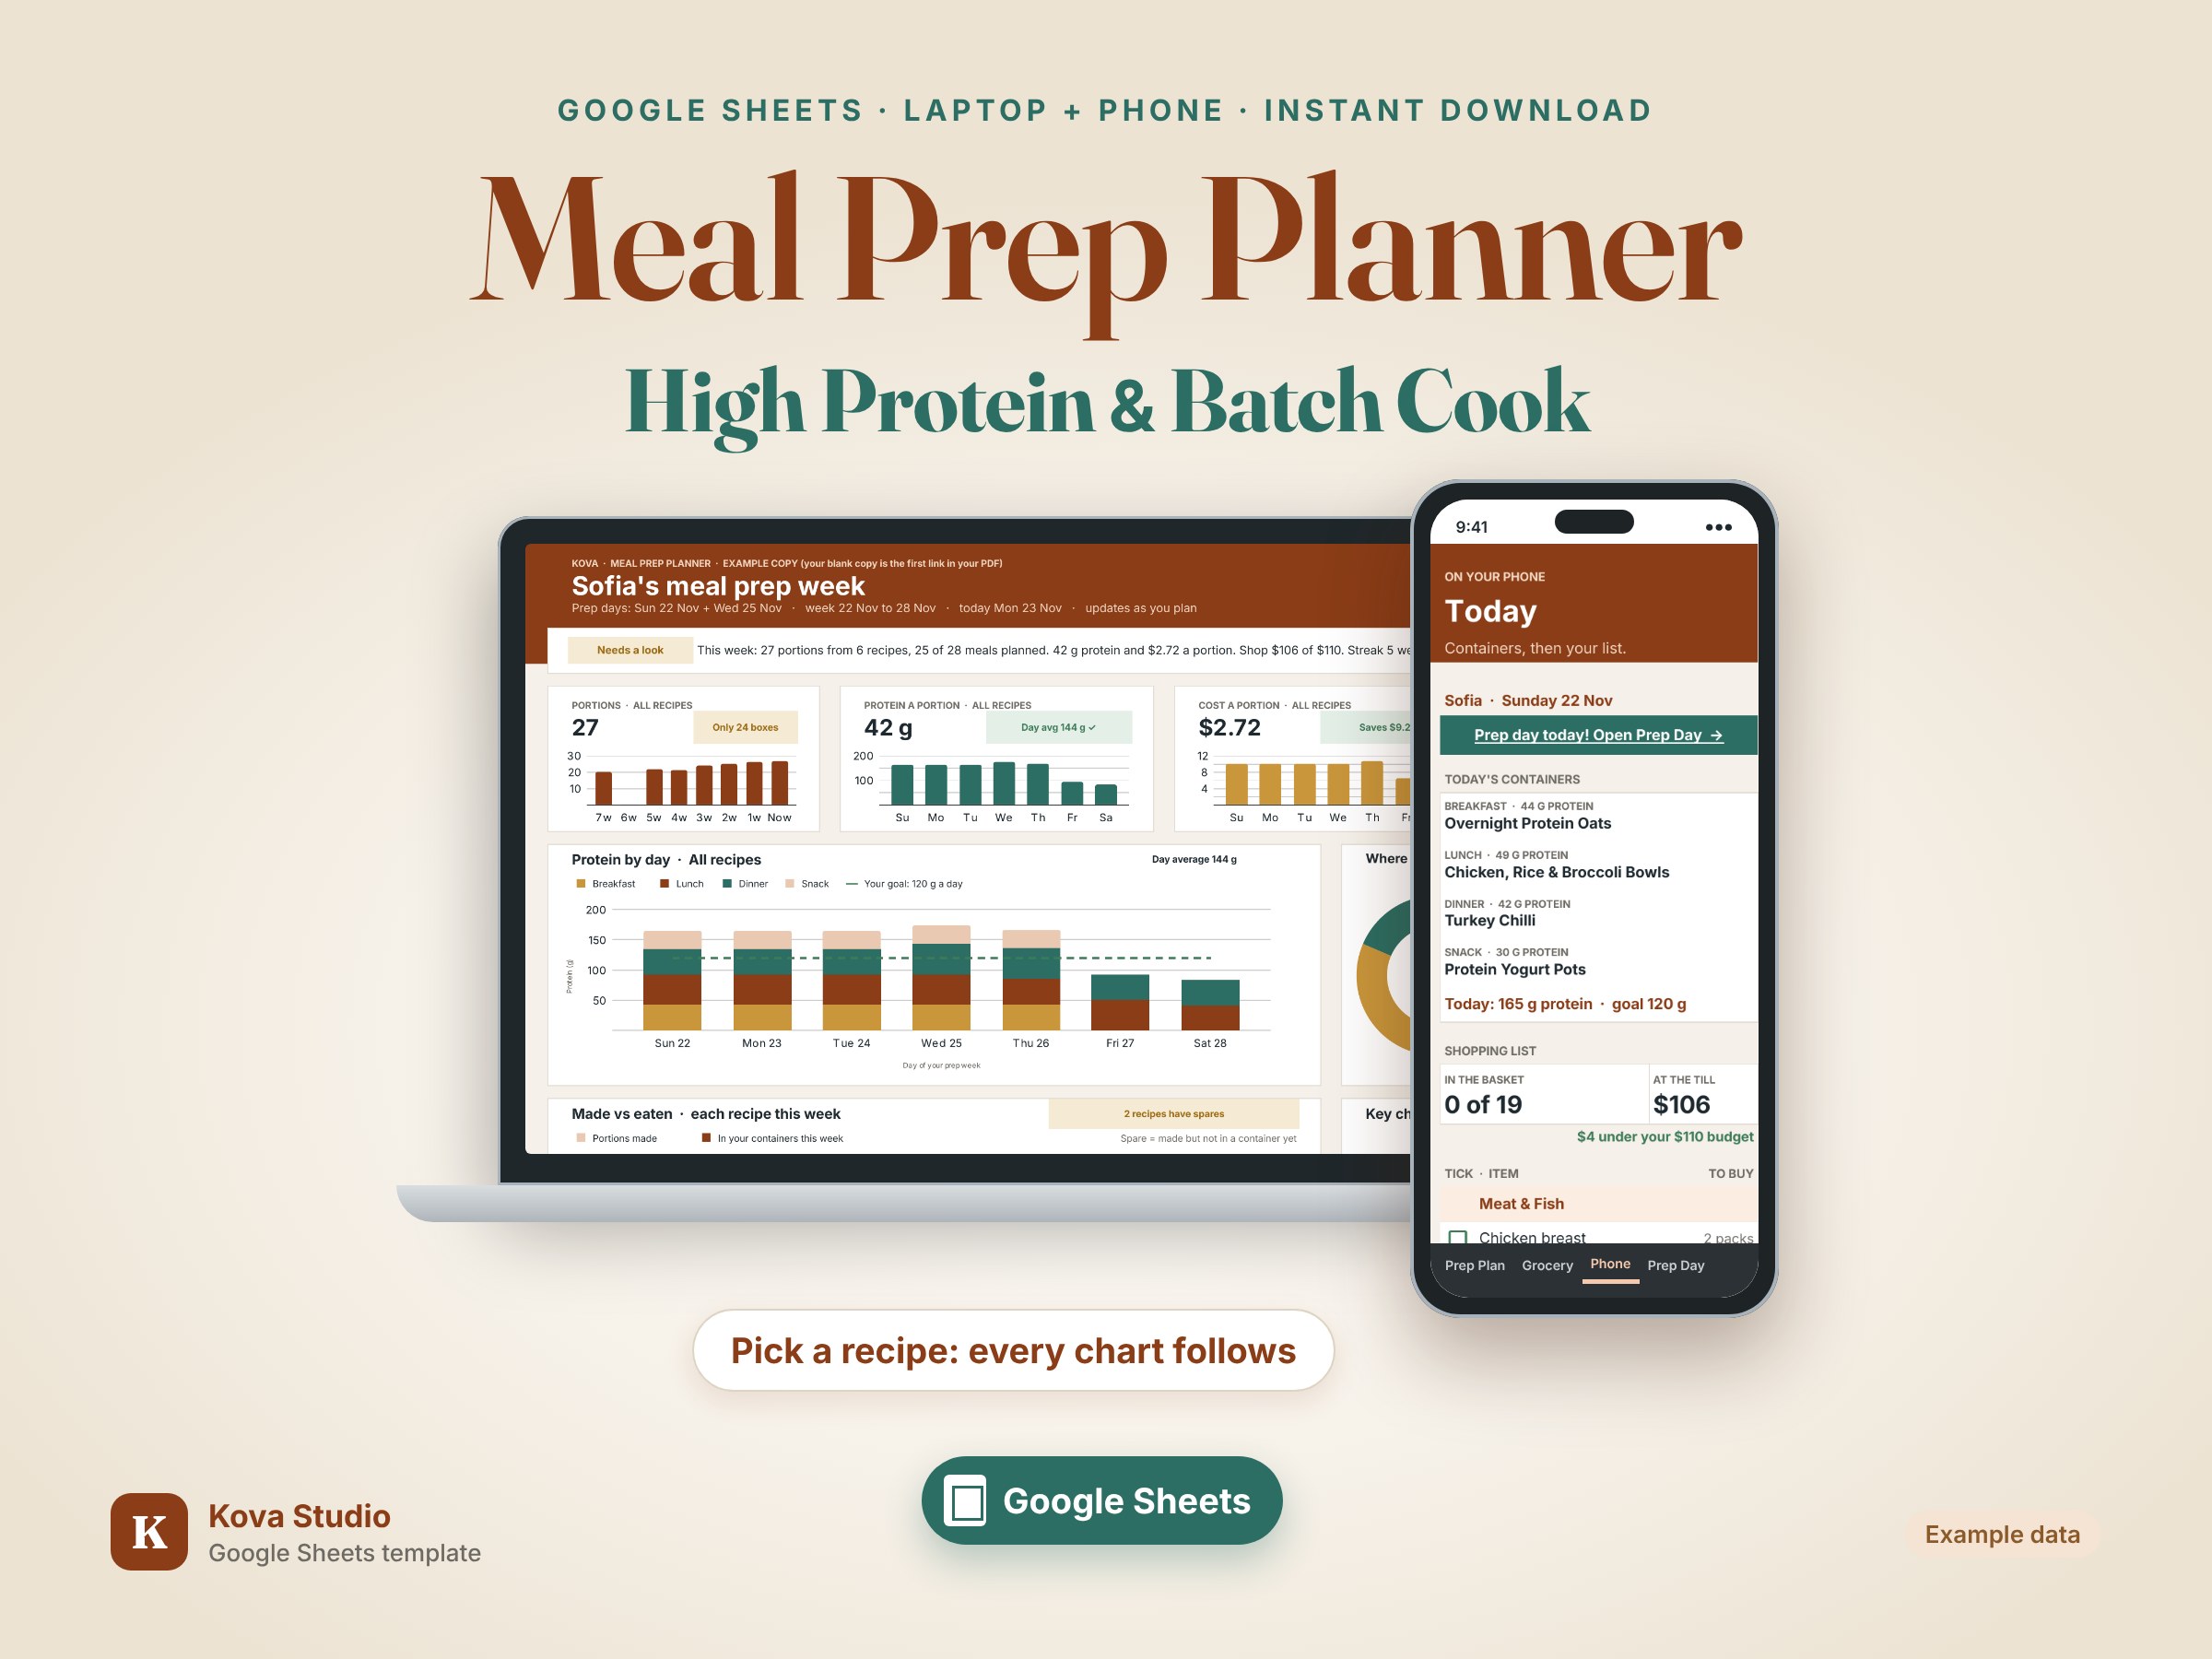 GOOGLE SHEETS · LAPTOP + PHONE · INSTANT DOWNLOAD
Meal Prep Planner
High Protein & Batch Cook
KOVA · MEAL PREP PLANNER · EXAMPLE COPY (your blank copy is the first link in your PDF)
Sofia's meal prep week
Prep days: Sun 22 Nov + Wed 25 Nov · week 22 Nov to 28 Nov · today Mon 23 Nov · updates as you plan
Needs a look This week: 27 portions from 6 recipes, 25 of 28 meals planned. 42 g protein and $2.72 a portion. Shop $106 of $110. Streak 5
PORTIONS · ALL RECIPES
27
Only 24 boxes
30
20
10
7w 6w 5w 4w 3w 2w 1w Now
PROTEIN A PORTION · ALL RECIPES
42 g
Day avg 144 g ✓
200
100
Su Mo Tu We Th Fr Sa
COST A PORTION · ALL RECIPES
$2.72
Saves
12
8
4
Su Mo Tu We Th
Protein by day · All recipes
Day average 144 g
Breakfast Lunch Dinner Snack Your goal: 120 g a day
200
150
100
50
Protein (g)
Sun 22 Mon 23 Tue 24 Wed 25 Thu 26 Fri 27 Sat 28
Day of your prep week
Where
Made vs eaten · each recipe this week
2 recipes have spares
Portions made In your containers this week
Spare = made but not in a container yet
Key
9:41
ON YOUR PHONE
Today
Containers, then your list.
Sofia · Sunday 22 Nov
Prep day today! Open Prep Day →
TODAY'S CONTAINERS
BREAKFAST · 44 G PROTEIN
Overnight Protein Oats
LUNCH · 49 G PROTEIN
Chicken, Rice & Broccoli Bowls
DINNER · 42 G PROTEIN
Turkey Chilli
SNACK · 30 G PROTEIN
Protein Yogurt Pots
Today: 165 g protein · goal 120 g
SHOPPING LIST
IN THE BASKET AT THE TILL
0 of 19 $106
$4 under your $110 budget
TICK · ITEM TO BUY
Meat & Fish
Chicken breast 2 packs
Prep Plan Grocery Phone Prep Day
Pick a recipe: every chart follows
Google Sheets
K
Kova Studio
Google Sheets template
Example data